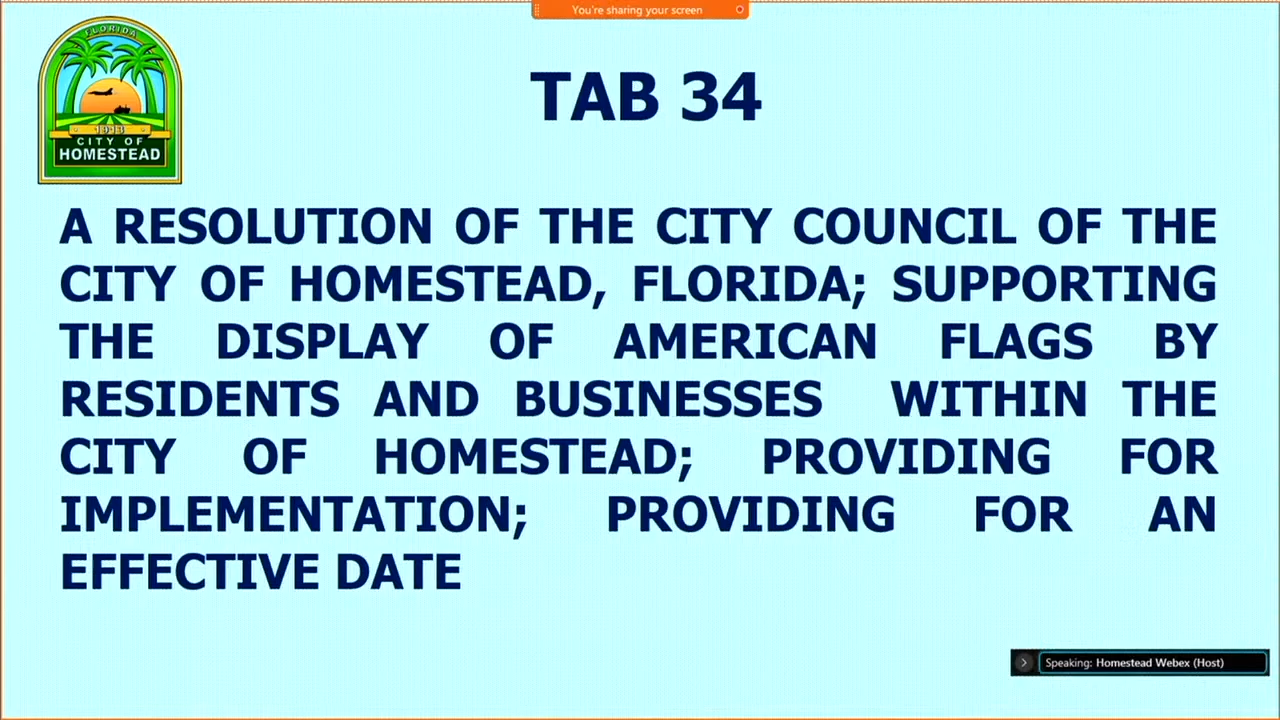 You're sharing your screen
FLORIDA
1913
CITY OF
HOMESTEAD
TAB 34
A RESOLUTION OF THE CITY COUNCIL OF THE
CITY OF HOMESTEAD, FLORIDA; SUPPORTING
THE DISPLAY OF AMERICAN FLAGS BY
RESIDENTS AND BUSINESSES WITHIN THE
CITY OF HOMESTEAD; PROVIDING FOR
IMPLEMENTATION; PROVIDING FOR AN
EFFECTIVE DATE
Speaking: Homestead Webex (Host)